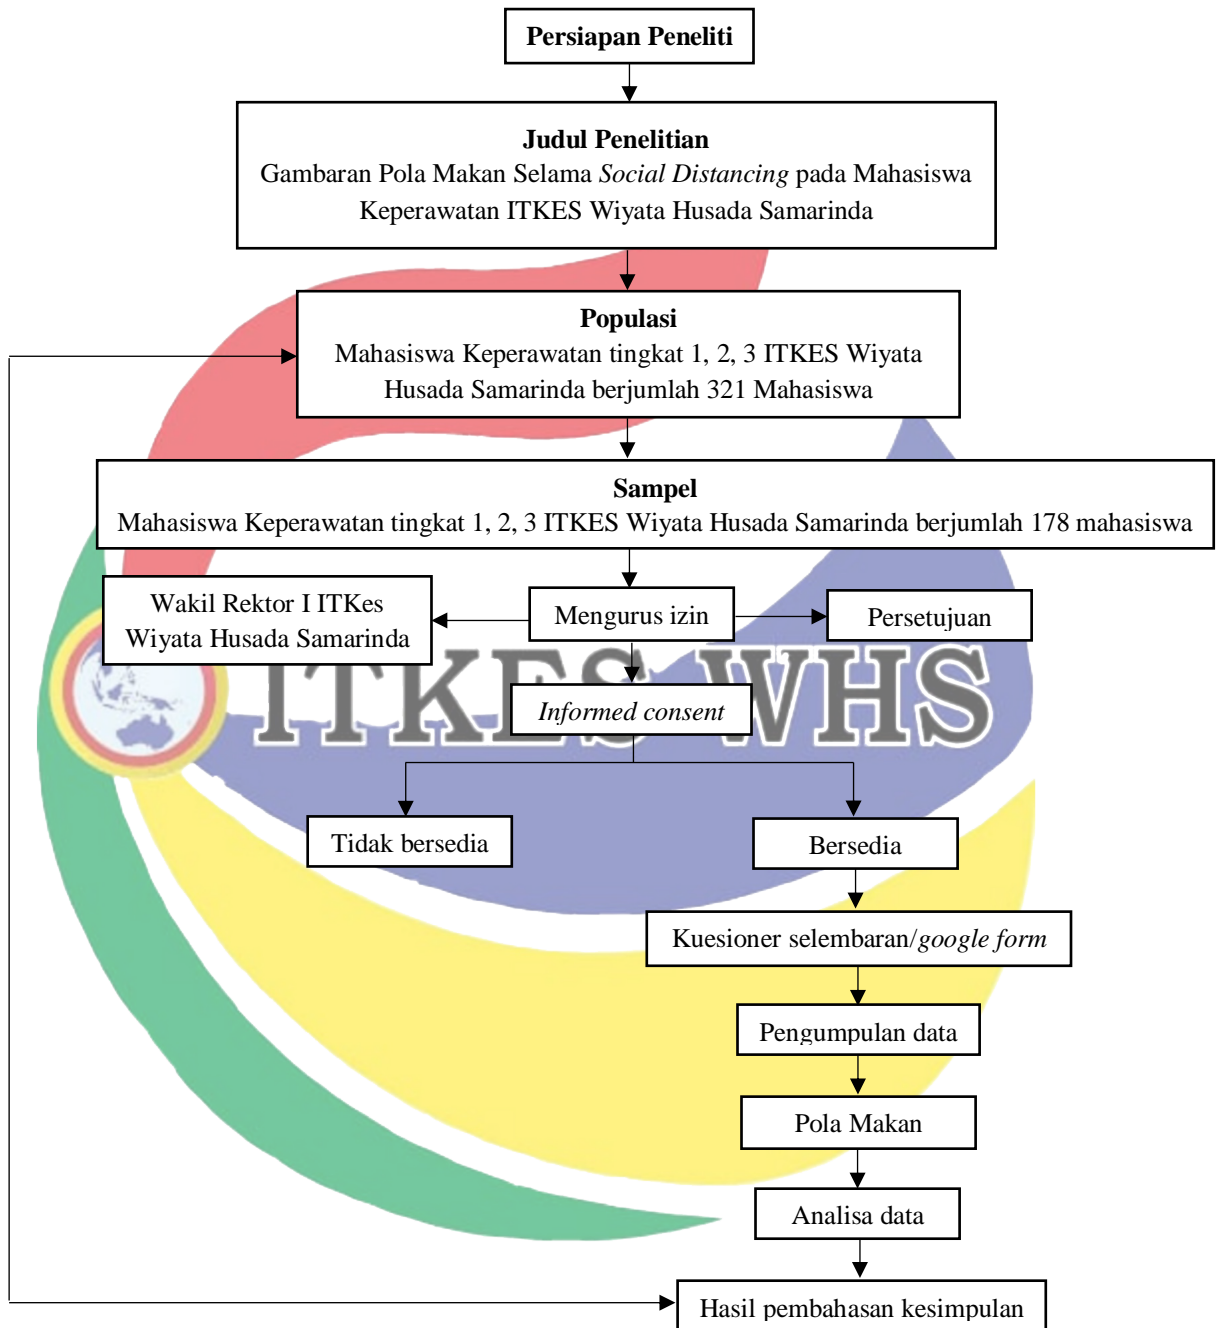 Persiapan Peneliti
Judul Penelitian
Gambaran Pola Makan Selama Social Distancing pada Mahasiswa
Keperawatan ITKES Wiyata Husada Samarinda
Populasi
Mahasiswa Keperawatan tingkat 1, 2, 3 ITKES Wiyata
Husada Samarinda berjumlah 321 Mahasiswa
Sampel
Mahasiswa Keperawatan tingkat 1, 2, 3 ITKES Wiyata Husada Samarinda berjumlah 178 mahasiswa
Wakil Rektor I ITKes
Wiyata Husada Samarinda
Mengurus izin
Persetujuan
ITKES WHS
Informed consent
Tidak bersedia
Bersedia
Kuesioner selembaran/google form
Pengumpulan data
Pola Makan
Analisa data
Hasil pembahasan kesimpulan